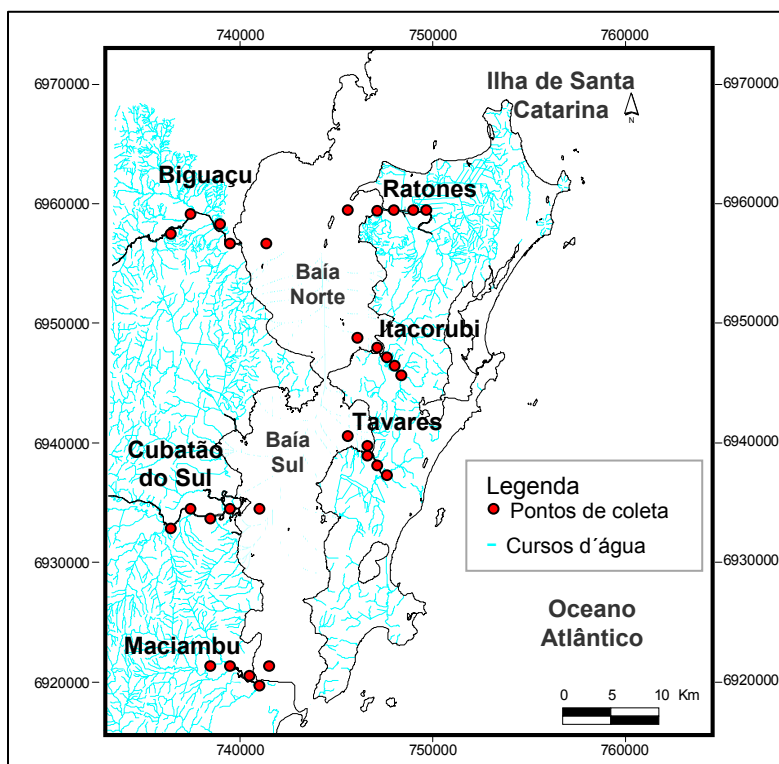 740000 750000 760000
6970000 6970000
Ilha de Santa
Catarina
N
Biguaçu
Ratones
6960000 6960000
Baía
Norte
6950000 6950000
Itacorubi
Tavares
6940000 6940000
Baía
Sul
Cubatão
do Sul
Legenda
Pontos de coleta
Cursos d´água
6930000 6930000
Oceano
Atlântico
Maciambu
6920000 6920000
0 5 10 Km
740000 750000 760000